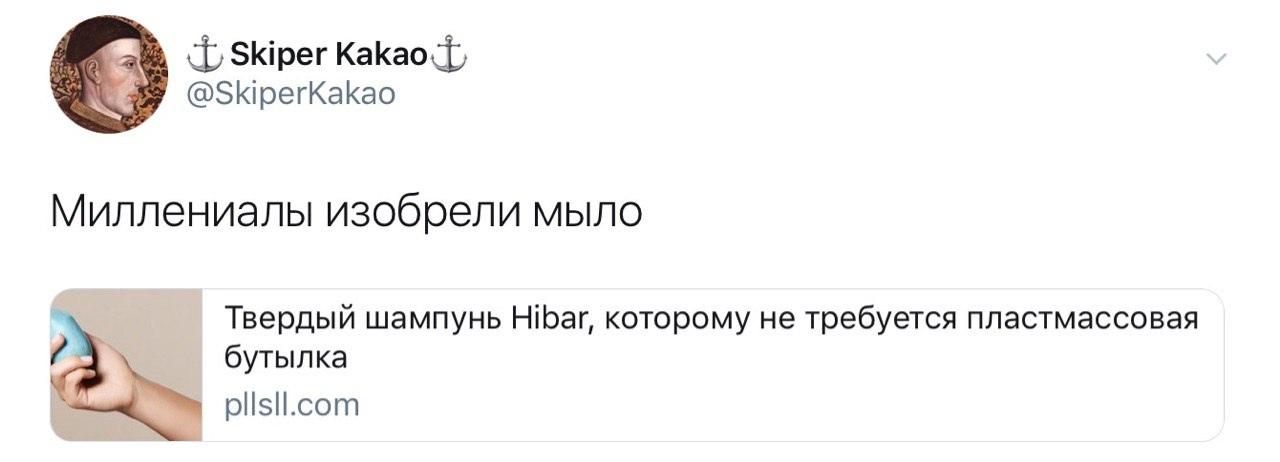 ⚓Skiper Kakao⚓
@SkiperKakao
Миллениалы изобрели мыло
Твердый шампунь Hibar, которому не требуется пластмассовая
бутылка
pllsll.com